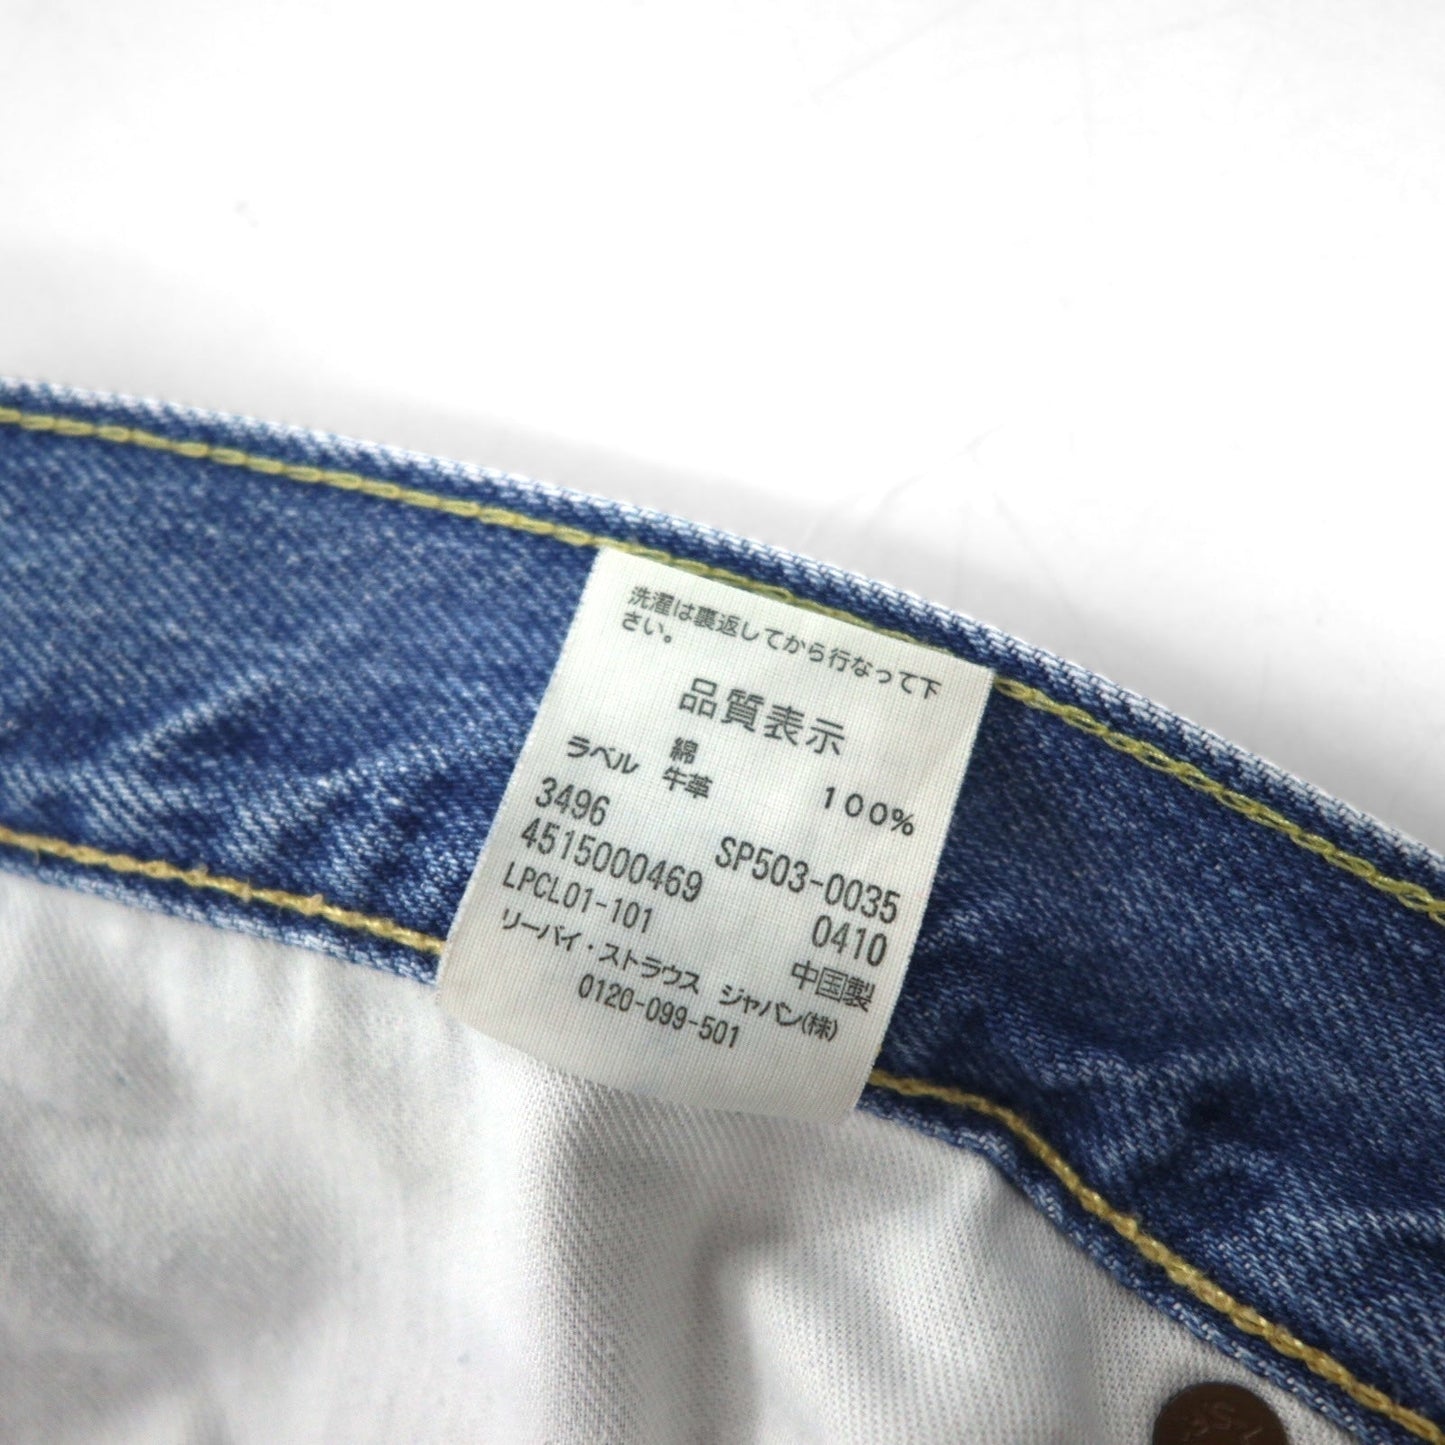 洗濯は裏返してから行なって下
さい。
品質表示
綿 100%
ラベル 牛革
3496 SP503-0035
4515000469 0410
LPCL01-101 中国製
リーバイ・ストラウス ジャパン(株)
0120-099-501